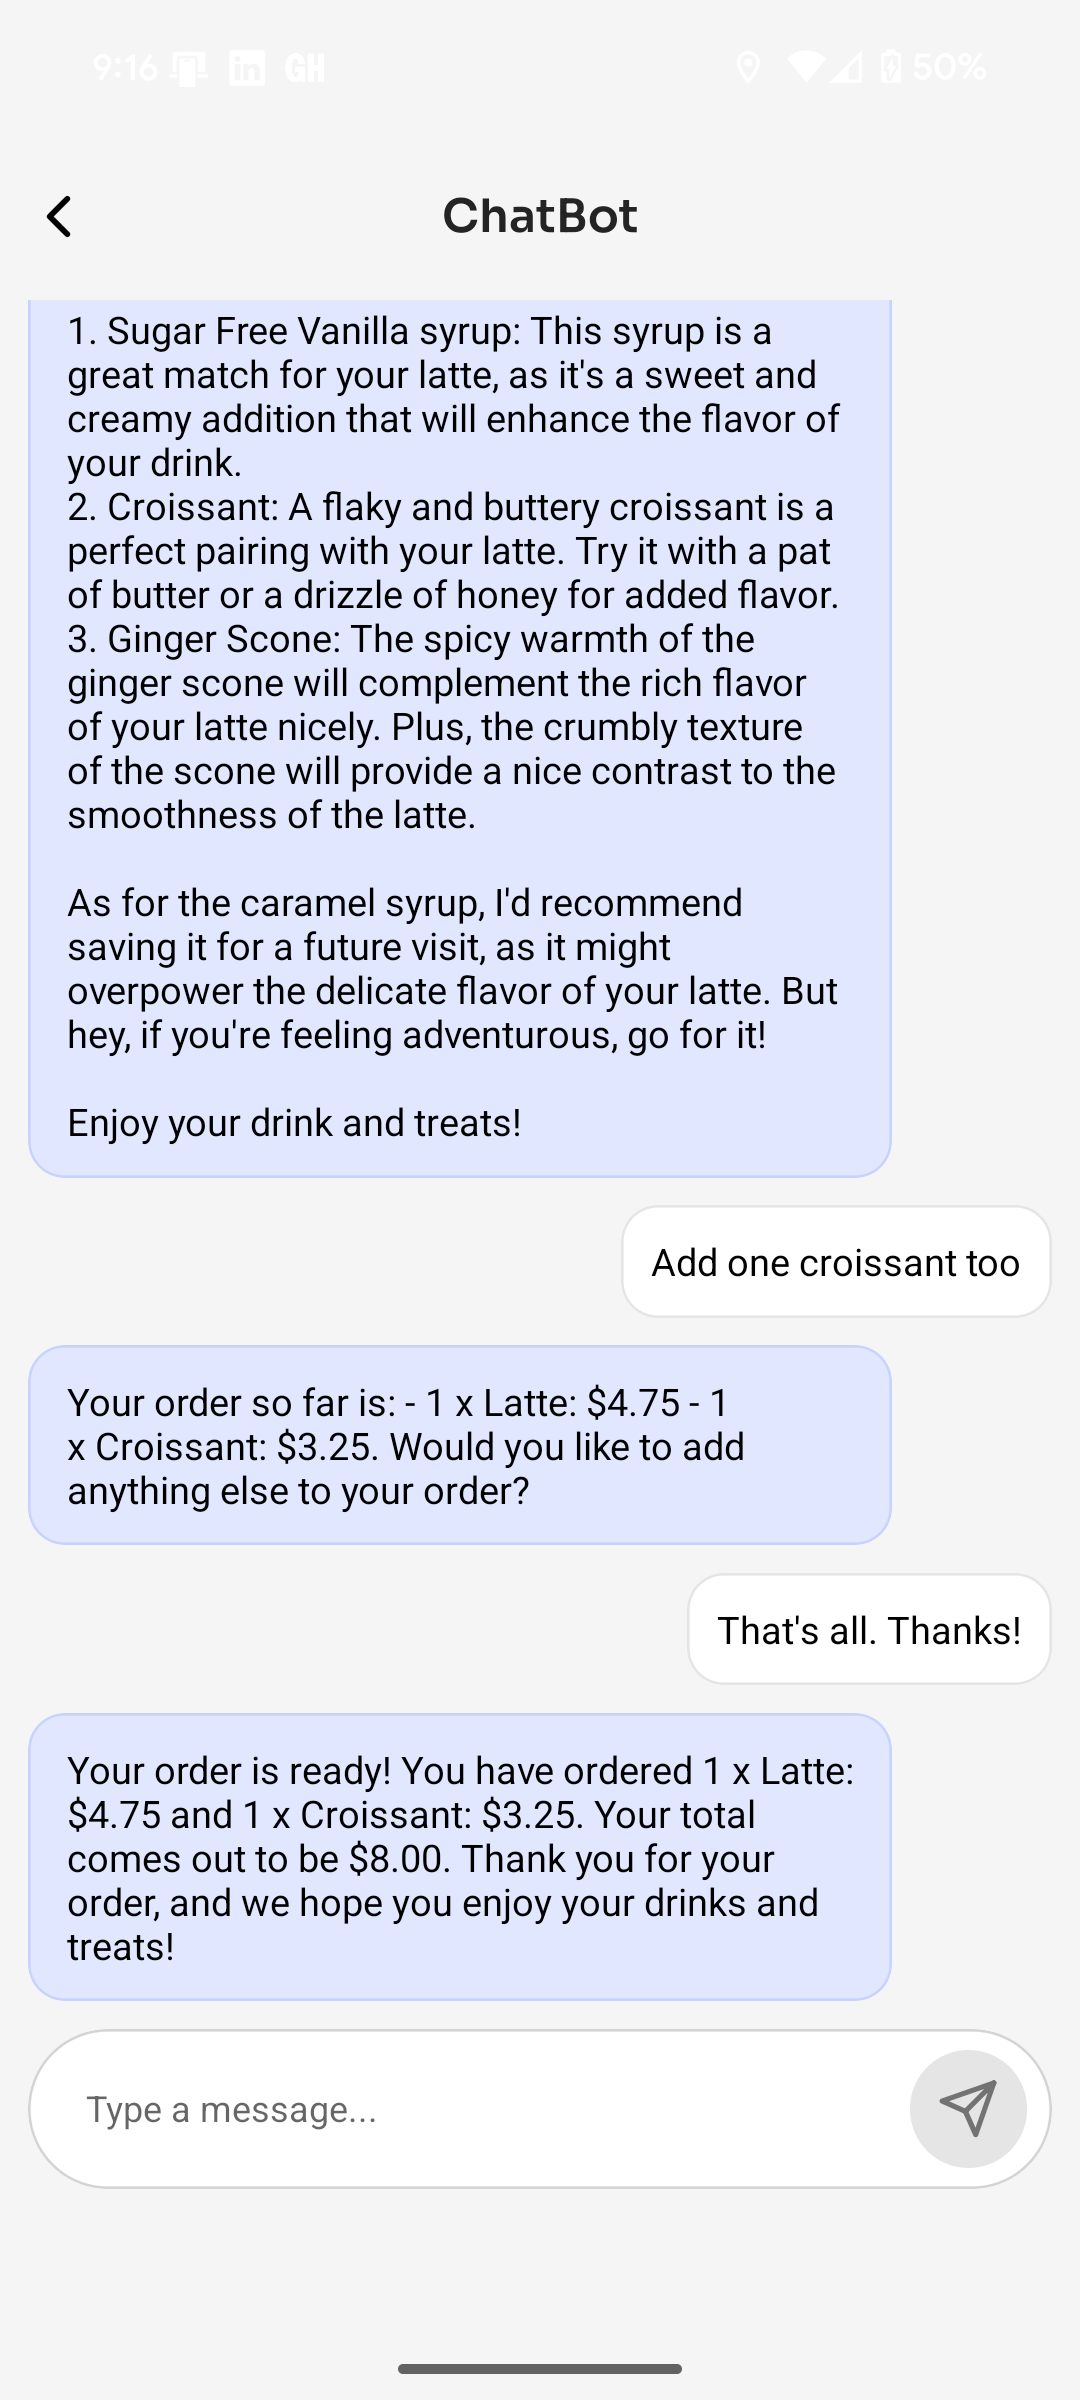 9:16 in GH 50%
ChatBot
1. Sugar Free Vanilla syrup: This syrup is a
great match for your latte, as it's a sweet and
creamy addition that will enhance the flavor of
your drink.
2. Croissant: A flaky and buttery croissant is a
perfect pairing with your latte. Try it with a pat
of butter or a drizzle of honey for added flavor.
3. Ginger Scone: The spicy warmth of the
ginger scone will complement the rich flavor
of your latte nicely. Plus, the crumbly texture
of the scone will provide a nice contrast to the
smoothness of the latte.
As for the caramel syrup, I'd recommend
saving it for a future visit, as it might
overpower the delicate flavor of your latte. But
hey, if you're feeling adventurous, go for it!
Enjoy your drink and treats!
Add one croissant too
Your order so far is: - 1 x Latte: $4.75 - 1
x Croissant: $3.25. Would you like to add
anything else to your order?
That's all. Thanks!
Your order is ready! You have ordered 1 x Latte:
$4.75 and 1 x Croissant: $3.25. Your total
comes out to be $8.00. Thank you for your
order, and we hope you enjoy your drinks and
treats!
Type a message...